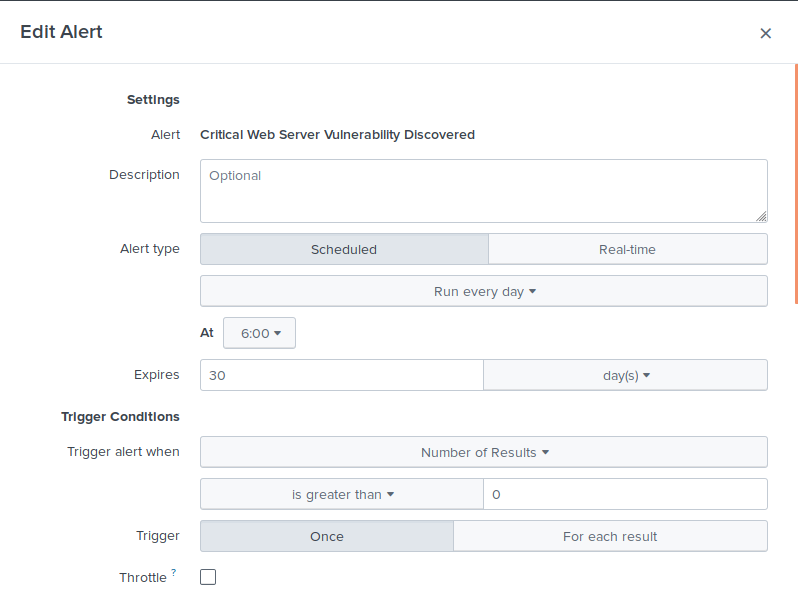 Edit Alert
Settings
Alert Critical Web Server Vulnerability Discovered
Description Optional
Alert type Scheduled Real-time
Run every day
At 6:00
Expires 30 day(s)
Trigger Conditions
Trigger alert when Number of Results
is greater than 0
Trigger Once For each result
Throttle ?